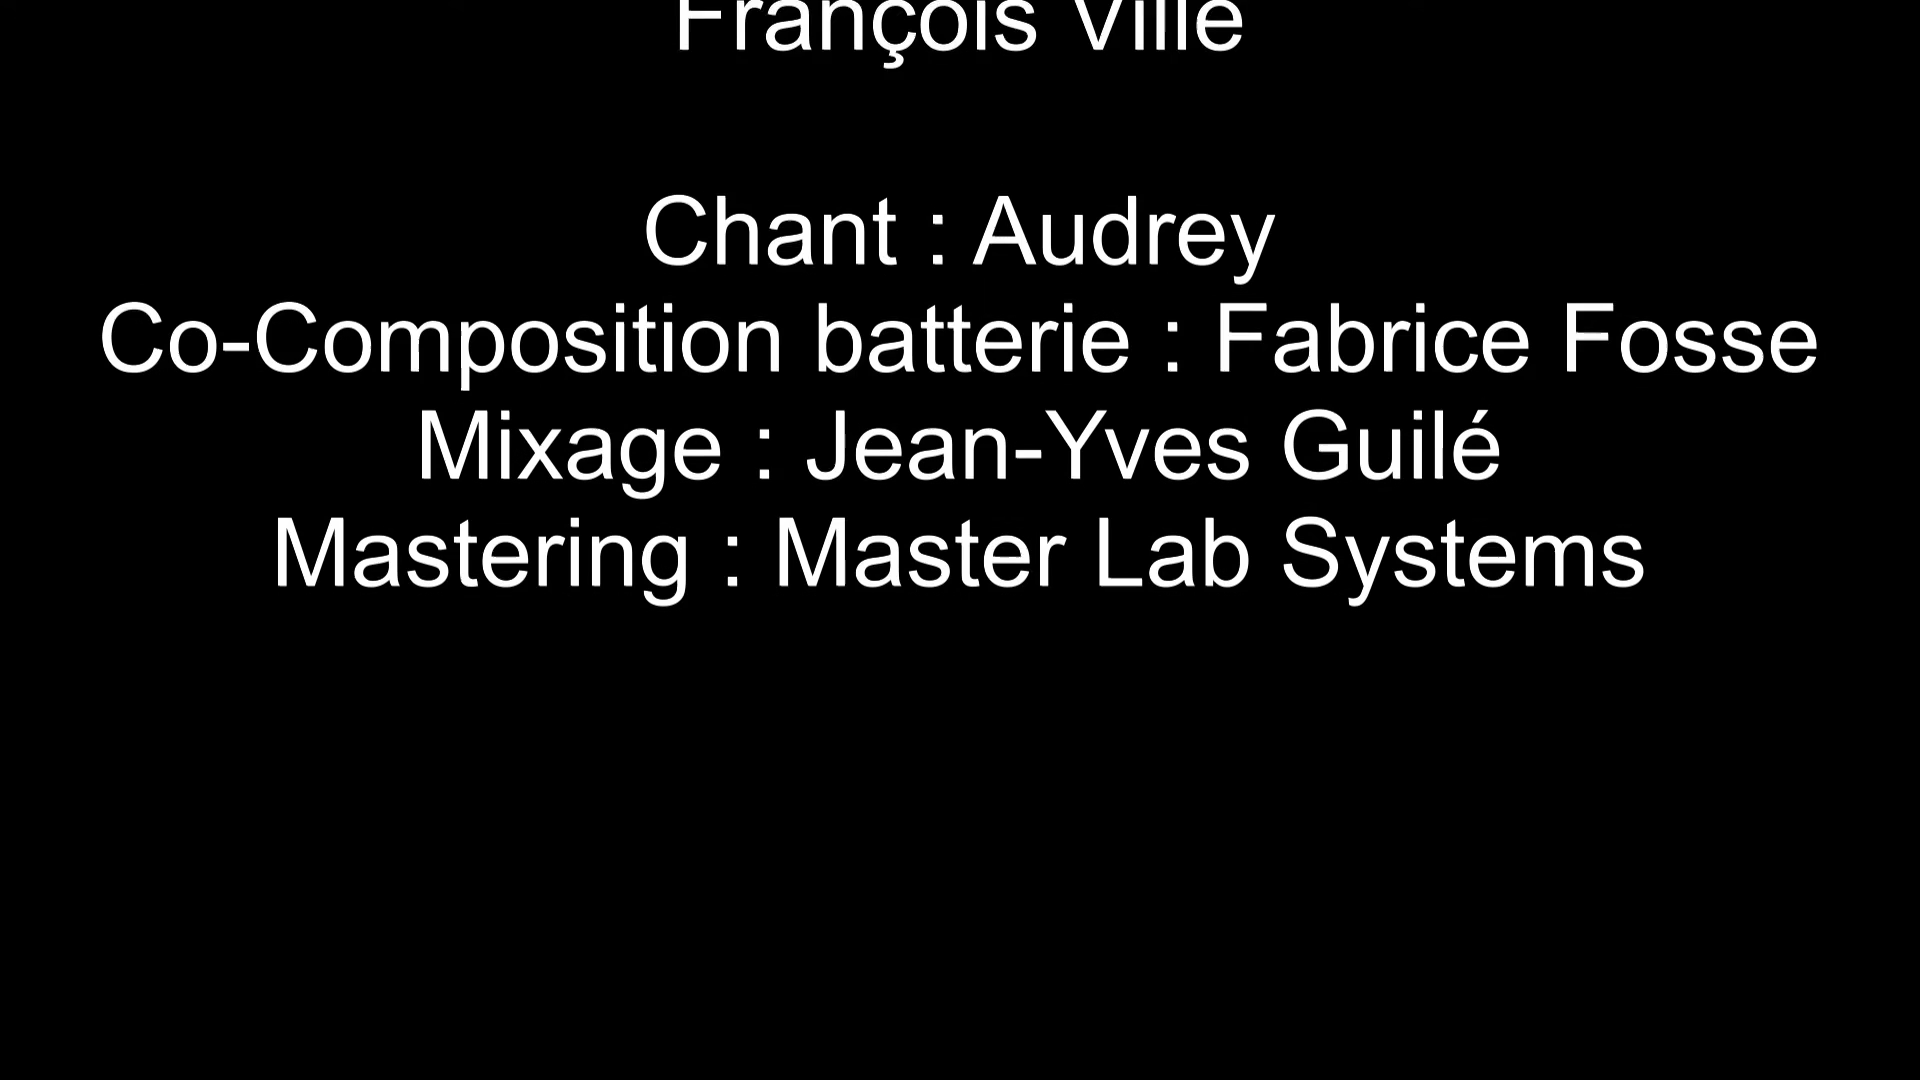 François Ville
Chant : Audrey
Co-Composition batterie : Fabrice Fosse
Mixage : Jean-Yves Guilé
Mastering : Master Lab Systems